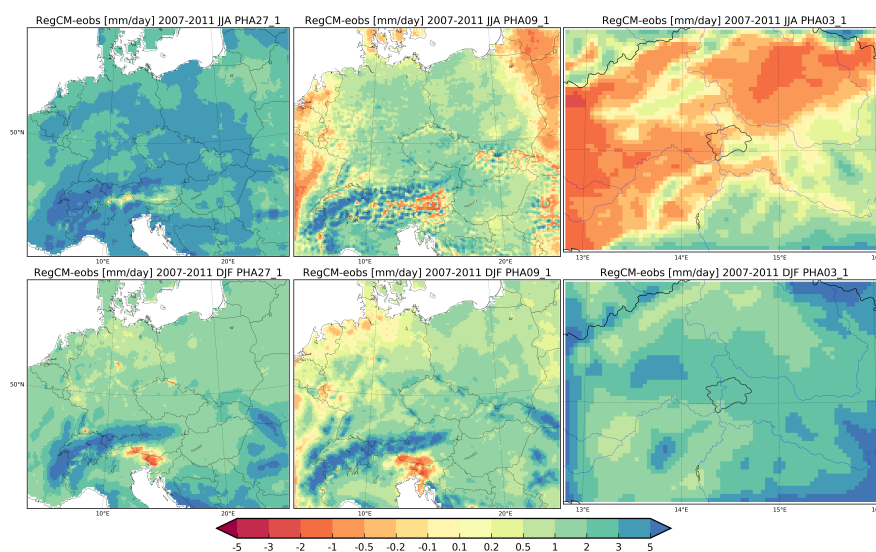 RegCM-eobs [mm/day] 2007-2011 JJA PHA27_1
RegCM-eobs [mm/day] 2007-2011 JJA PHA09_1
RegCM-eobs [mm/day] 2007-2011 JJA PHA03_1
50°N
10°E 20°E
10°E 20°E
13°E 14°E 15°E
RegCM-eobs [mm/day] 2007-2011 DJF PHA27_1
RegCM-eobs [mm/day] 2007-2011 DJF PHA09_1
RegCM-eobs [mm/day] 2007-2011 DJF PHA03_1
50°N
10°E 20°E
10°E 20°E
13°E 14°E 15°E
-5 -3 -2 -1 -0.5 -0.2 -0.1 0.1 0.2 0.5 1 2 3 5